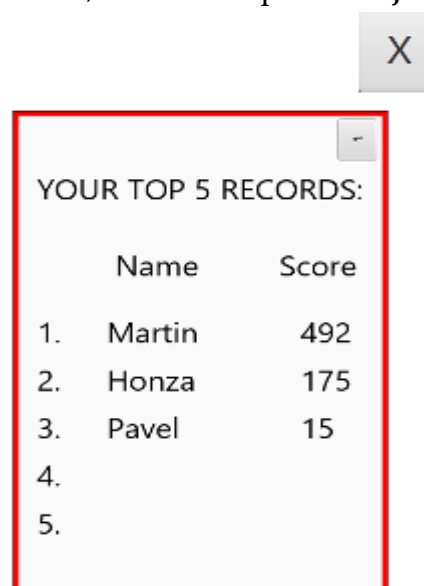 X
YOUR TOP 5 RECORDS:
Name Score
1. Martin 492
2. Honza 175
3. Pavel 15
4.
5.